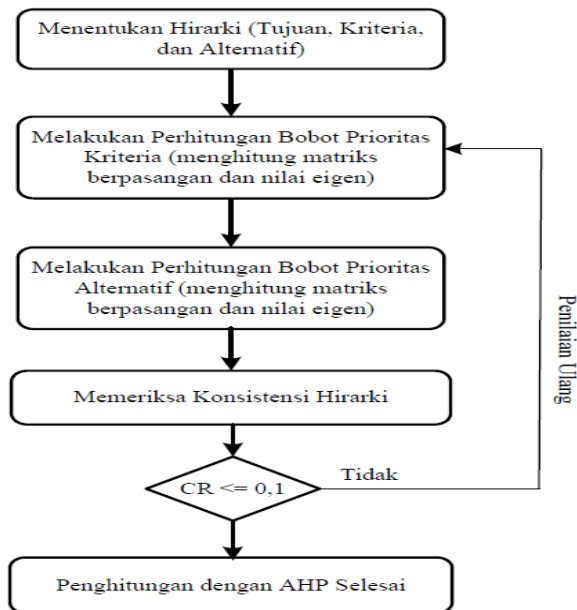 Menentukan Hirarki (Tujuan, Kriteria,
dan Alternatif)
Melakukan Perhitungan Bobot Prioritas
Kriteria (menghitung matriks
berpasangan dan nilai eigen)
Melakukan Perhitungan Bobot Prioritas
Alternatif (menghitung matriks
berpasangan dan nilai eigen)
Penilaian Ulang
Memeriksa Konsistensi Hirarki
CR <= 0,1
Tidak
Penghitungan dengan AHP Selesai